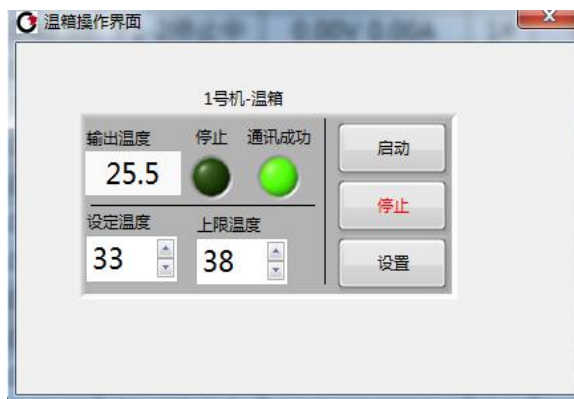 温箱操作界面
1号机-温箱
输出温度 停止 通讯成功
25.5
启动
停止
设定温度 上限温度
33 38
设置